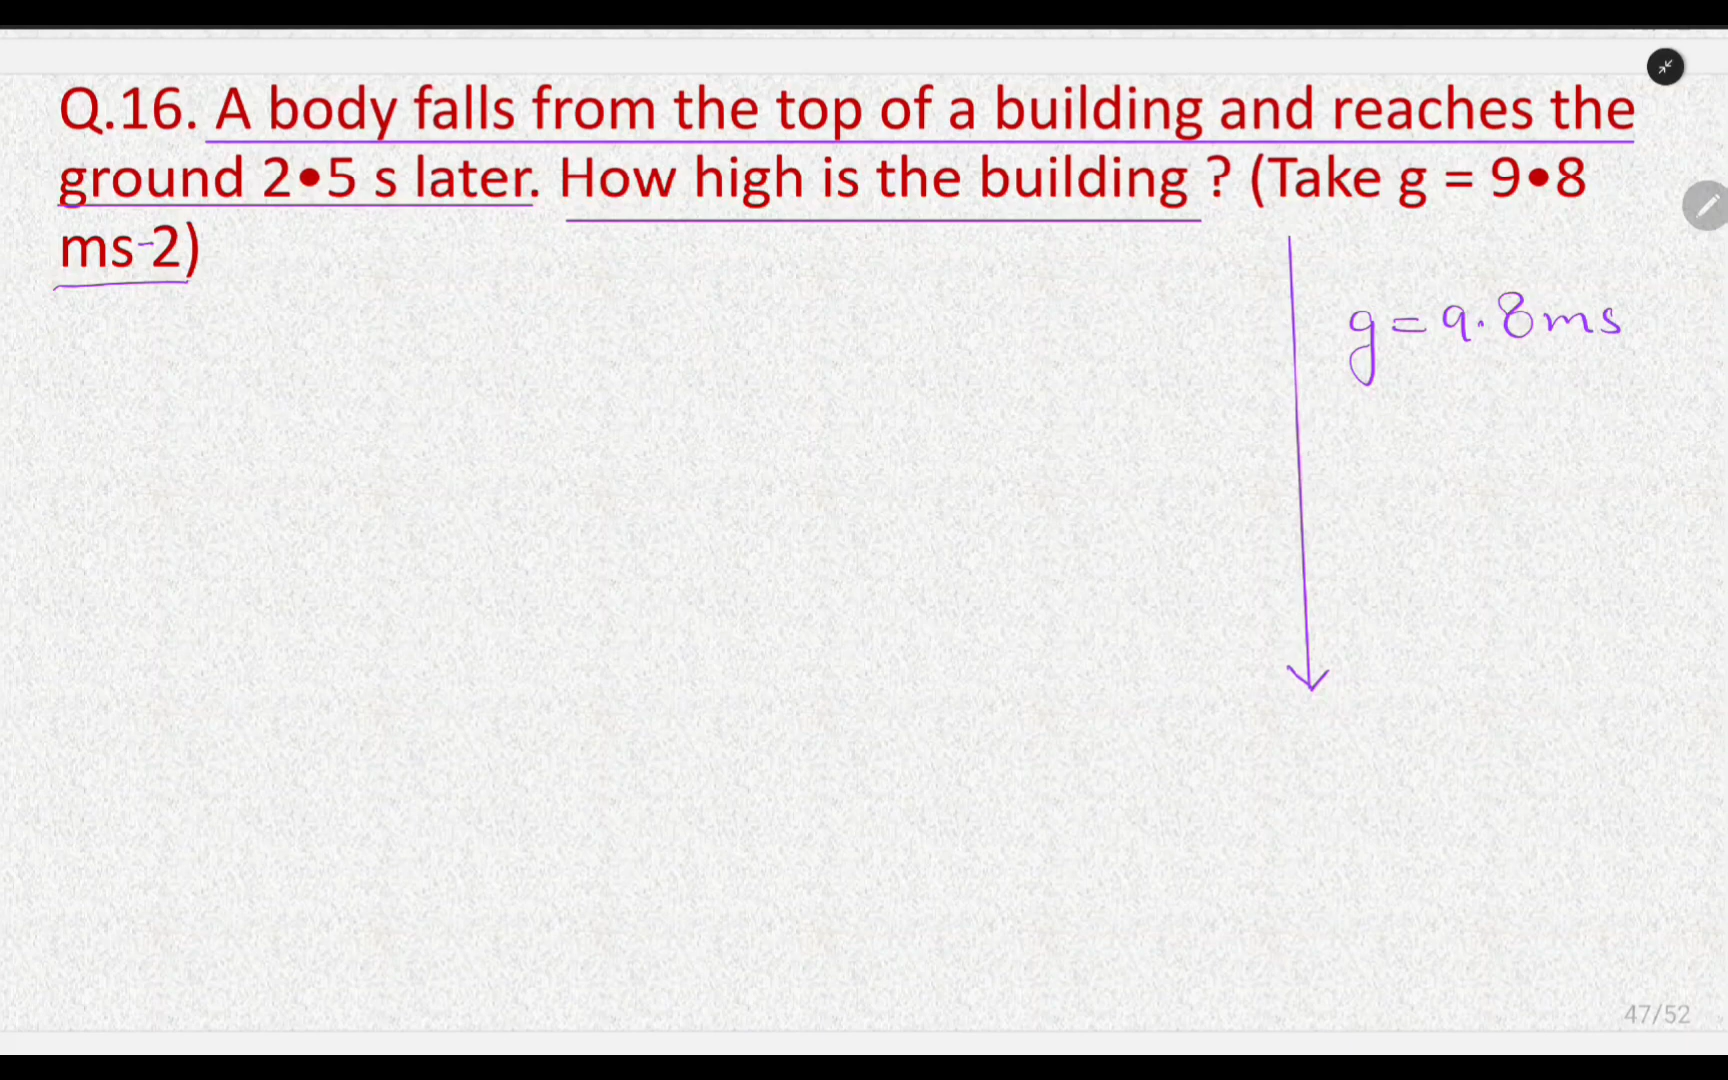 Q.16. A body falls from the top of a building and reaches the
ground 2•5 s later. How high is the building ? (Take g = 9•8
ms-2)
g = 9.8ms
47/52